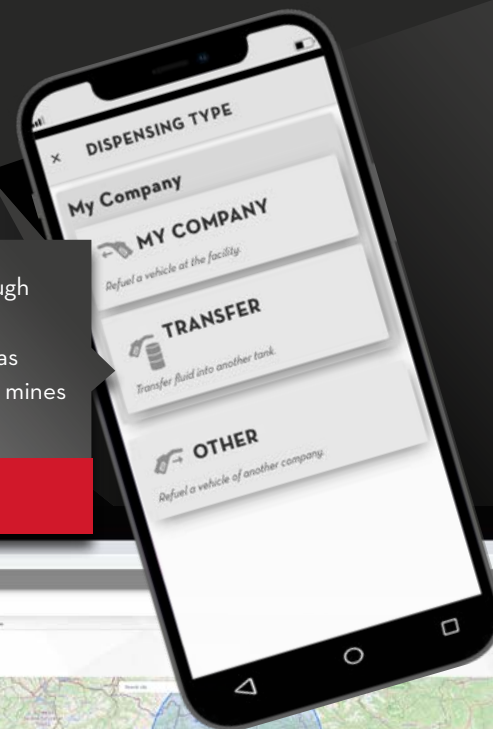 DISPENSING TYPE
My Company
MY COMPANY
Refuel a vehicle at the facility.
TRANSFER
Transfer fluid into another tank.
OTHER
Refuel a vehicle of another company.
ugh
as
mines